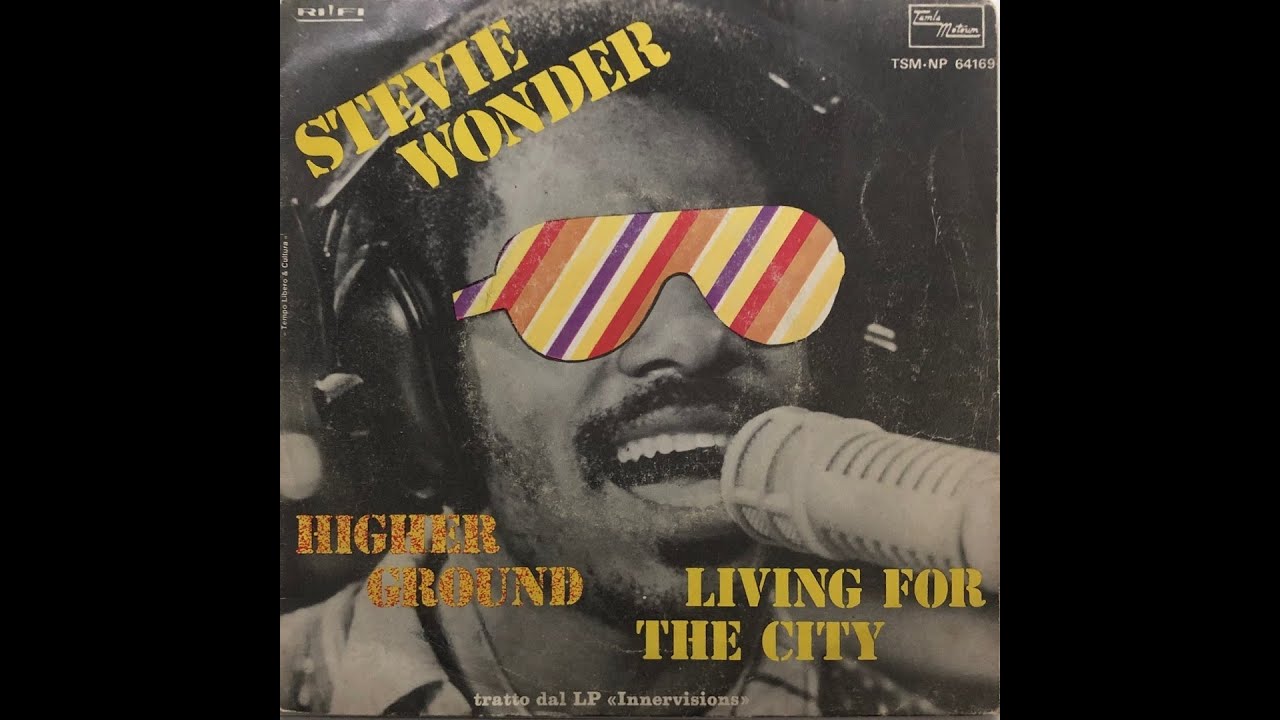 RI!FI
Tamla
Motown
TSM-NP 64169
STEVIE
WONDER
- Tempo Libero & Cultura -
HIGHER
GROUND
LIVING FOR
THE CITY
tratto dal LP «Innervisions»